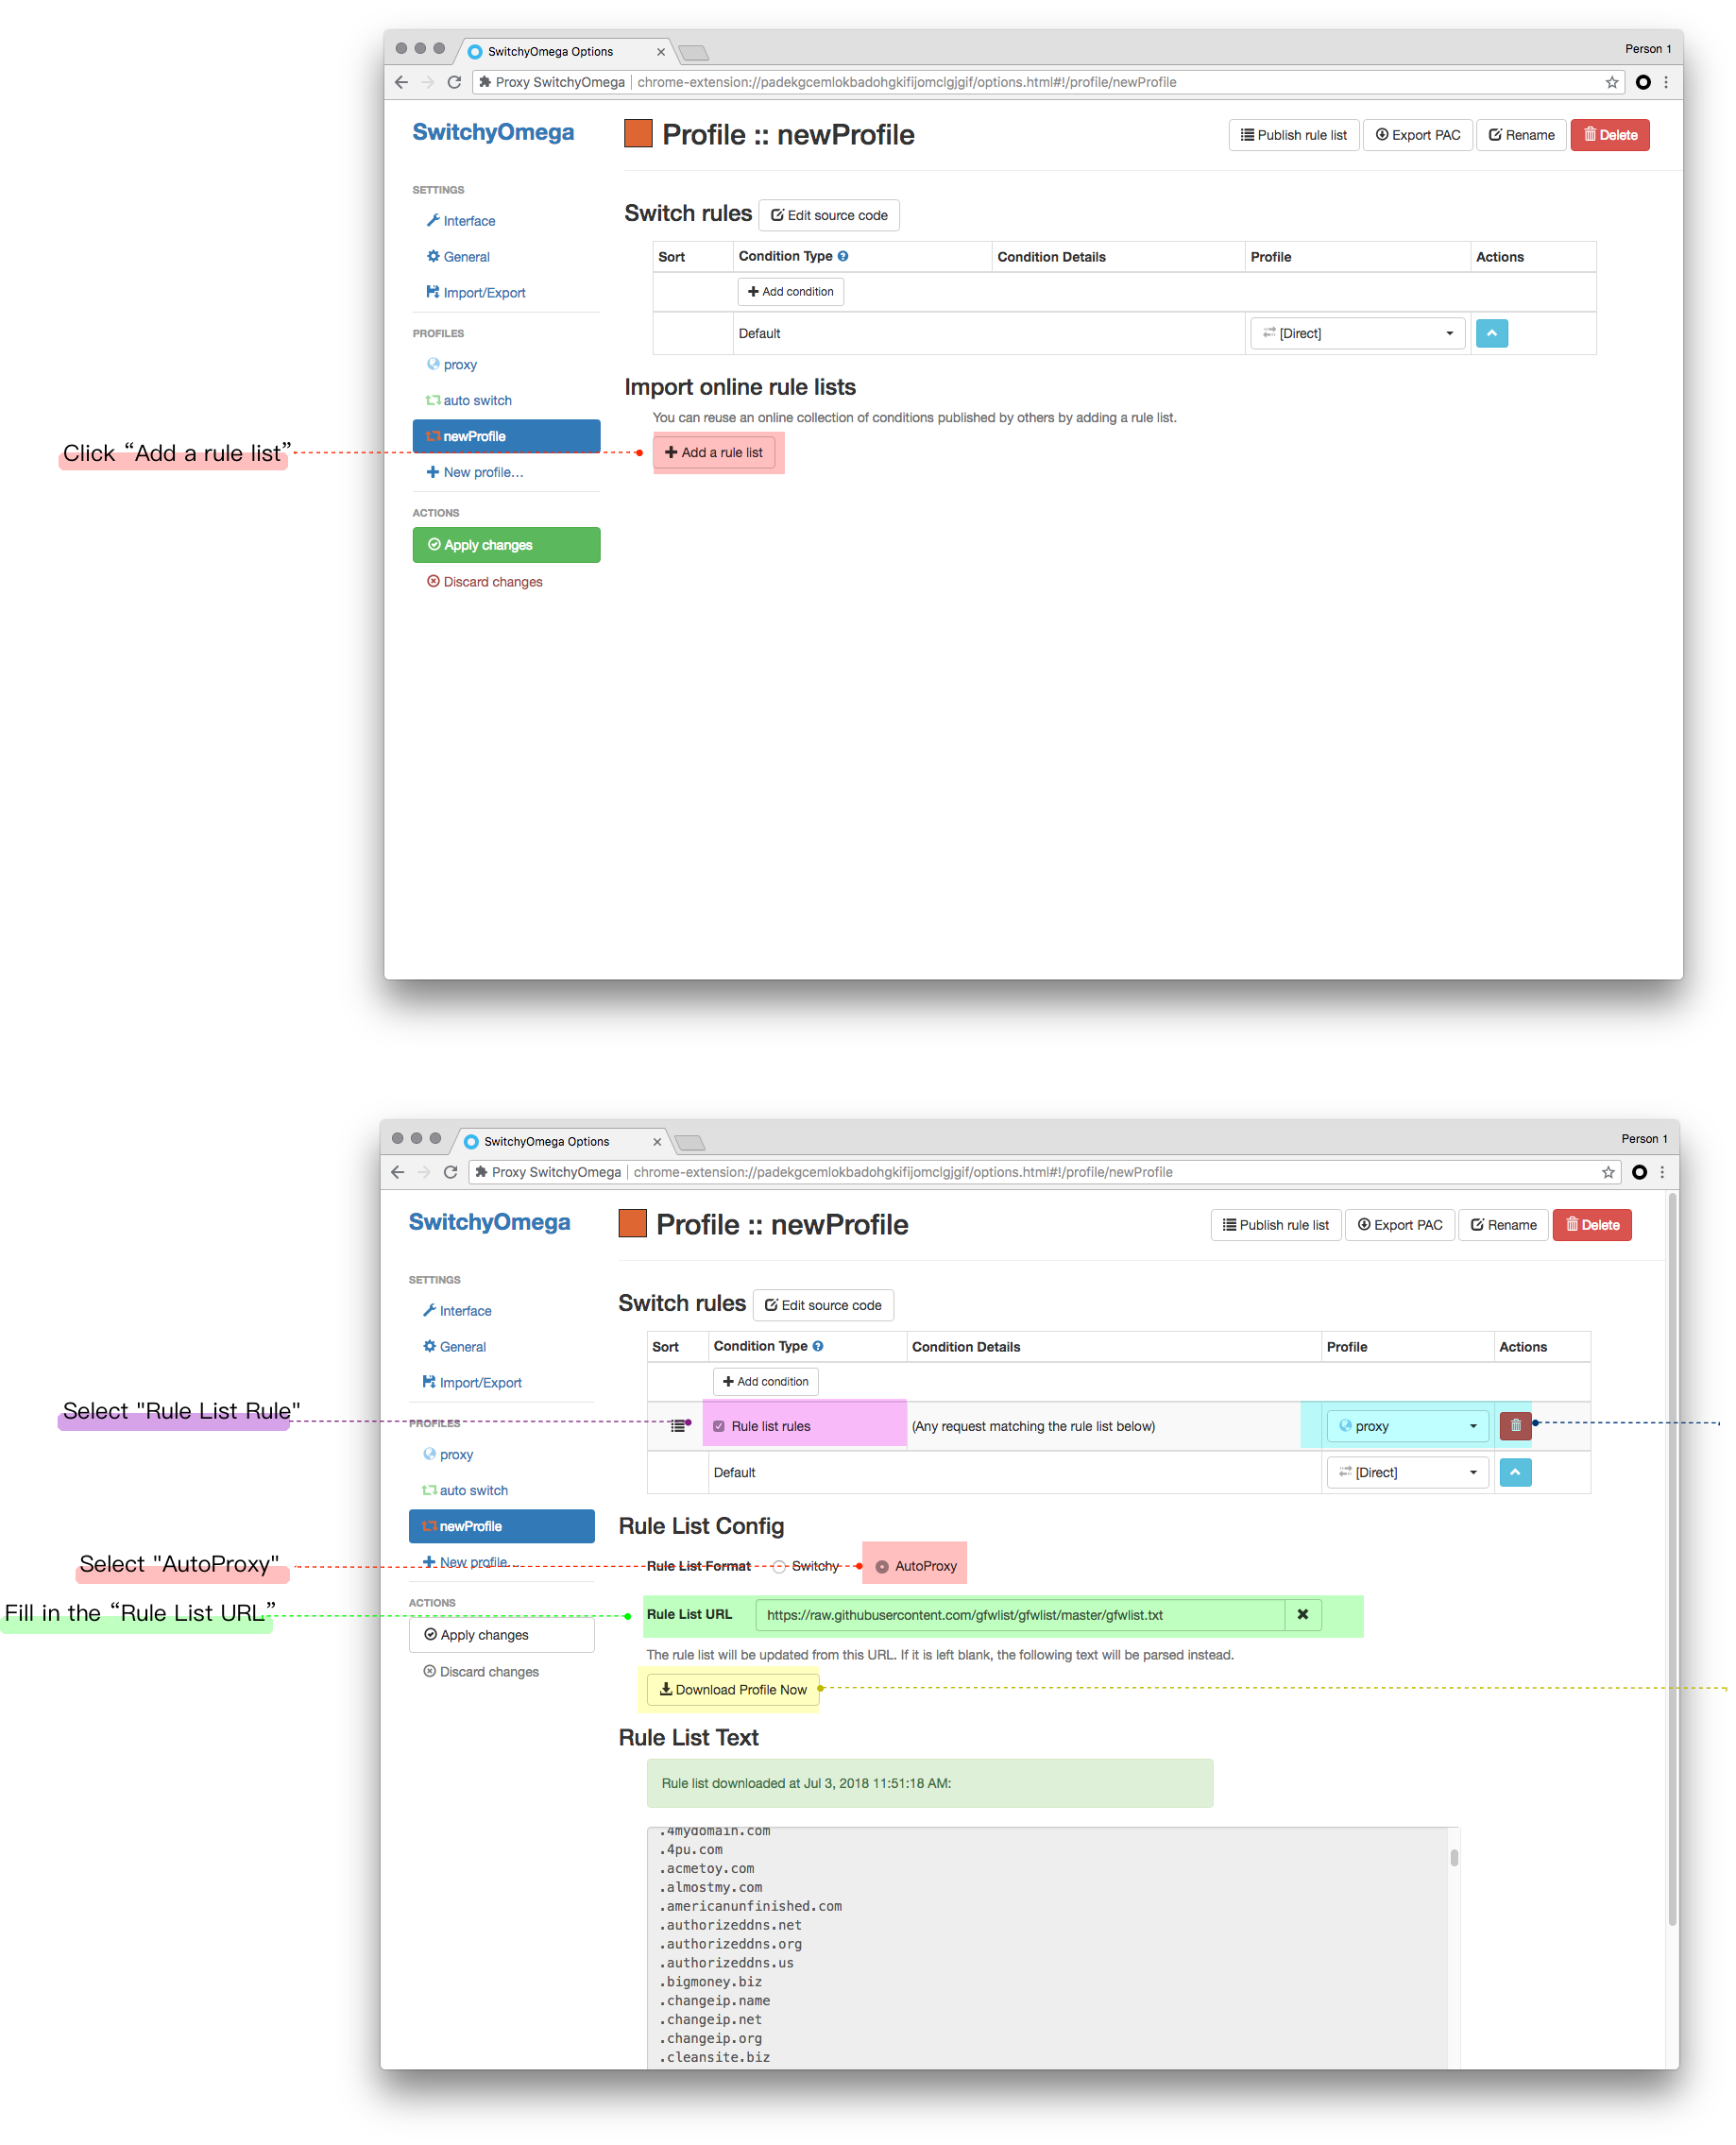 SwitchyOmega Options
Person 1
Proxy SwitchyOmega | chrome-extension://padekgcemlokbadohgkifijomclgjgif/options.html#!/profile/newProfile
SwitchyOmega
Profile :: newProfile
Publish rule list
Export PAC
Rename
Delete
SETTINGS
Interface
General
Import/Export
PROFILES
proxy
auto switch
newProfile
New profile...
ACTIONS
Apply changes
Discard changes
Switch rules
Edit source code
Sort
Condition Type
Condition Details
Profile
Actions
Add condition
Default
[Direct]
Import online rule lists
You can reuse an online collection of conditions published by others by adding a rule list.
Click “Add a rule list”
Add a rule list
SwitchyOmega Options
Person 1
Proxy SwitchyOmega | chrome-extension://padekgcemlokbadohgkifijomclgjgif/options.html#!/profile/newProfile
SwitchyOmega
Profile :: newProfile
Publish rule list
Export PAC
Rename
Delete
SETTINGS
Interface
General
Import/Export
PROFILES
proxy
auto switch
newProfile
New profile...
ACTIONS
Apply changes
Discard changes
Switch rules
Edit source code
Sort
Condition Type
Condition Details
Profile
Actions
Add condition
Select "Rule List Rule"
Rule list rules
(Any request matching the rule list below)
proxy
Default
[Direct]
Rule List Config
Select "AutoProxy"
Rule List Format
Switchy
AutoProxy
Fill in the “Rule List URL”
Rule List URL
https://raw.githubusercontent.com/gfwlist/gfwlist/master/gfwlist.txt
The rule list will be updated from this URL. If it is left blank, the following text will be parsed instead.
Download Profile Now
Rule List Text
Rule list downloaded at Jul 3, 2018 11:51:18 AM:
.4mydomain.com
.4pu.com
.acmetoy.com
.almostmy.com
.americanunfinished.com
.authorizeddns.net
.authorizeddns.org
.authorizeddns.us
.bigmoney.biz
.changeip.name
.changeip.net
.changeip.org
.cleansite.biz